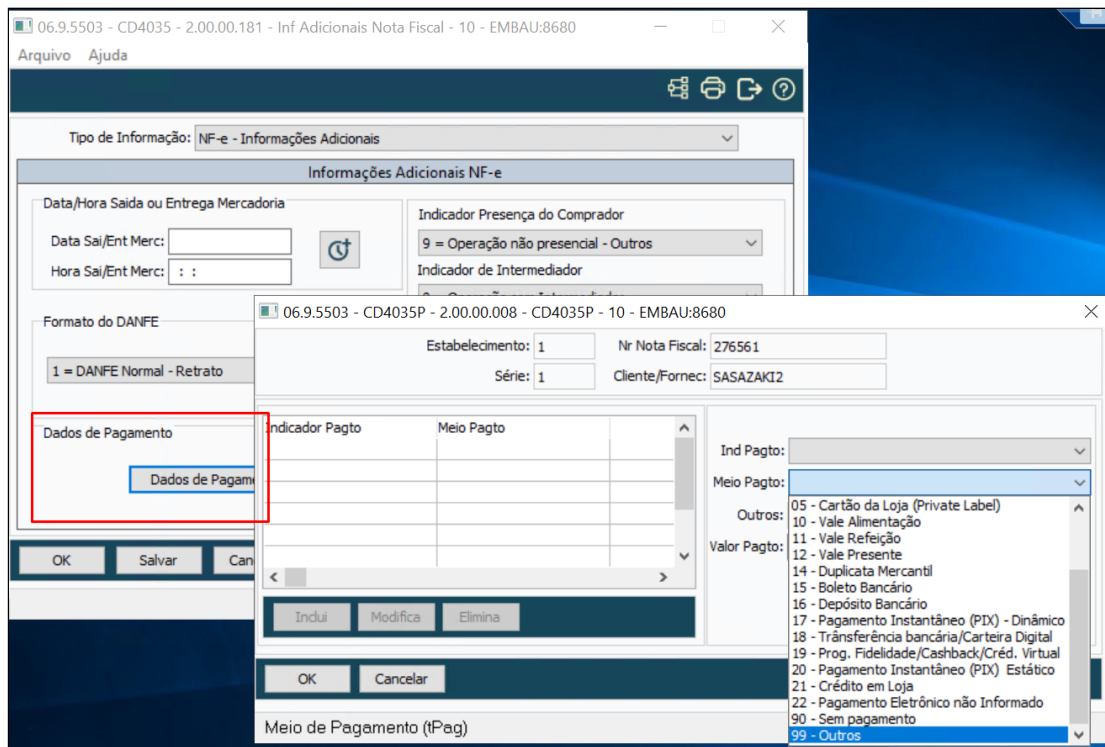 06.9.5503 - CD4035 - 2.00.00.181 - Inf Adicionais Nota Fiscal - 10 - EMBAU:8680
Arquivo Ajuda
Tipo de Informação: NF-e - Informações Adicionais
Informações Adicionais NF-e
Data/Hora Saida ou Entrega Mercadoria
Data Sai/Ent Merc:
Hora Sai/Ent Merc: : :
Indicador Presença do Comprador
9 = Operação não presencial - Outros
Indicador de Intermediador
Formato do DANFE
1 = DANFE Normal - Retrato
Dados de Pagamento
Dados de Pagam
OK Salvar Can
06.9.5503 - CD4035P - 2.00.00.008 - CD4035P - 10 - EMBAU:8680
Estabelecimento: 1 Nr Nota Fiscal: 276561
Série: 1 Cliente/Fornec: SASAZAKI2
Indicador Pagto Meio Pagto
Ind Pagto:
Meio Pagto:
Outros:
Valor Pagto:
05 - Cartão da Loja (Private Label)
10 - Vale Alimentação
11 - Vale Refeição
12 - Vale Presente
14 - Duplicata Mercantil
15 - Boleto Bancário
16 - Depósito Bancário
17 - Pagamento Instantâneo (PIX) - Dinâmico
18 - Trânsferência bancária/Carteira Digital
19 - Prog. Fidelidade/Cashback/Créd. Virtual
20 - Pagamento Instantâneo (PIX) Estático
21 - Crédito em Loja
22 - Pagamento Eletrônico não Informado
90 - Sem pagamento
99 - Outros
Inclui Modifica Elimina
OK Cancelar
Meio de Pagamento (tPag)